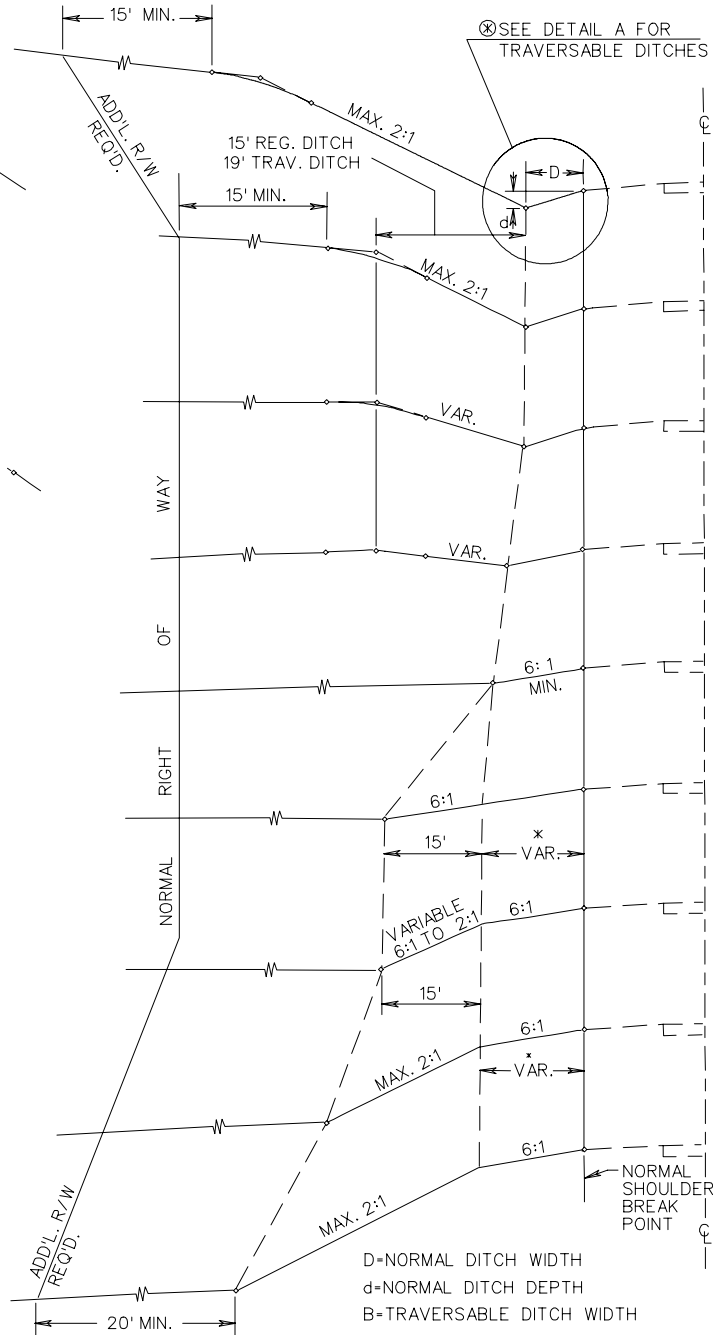 15' MIN.
⊛SEE DETAIL A FOR
TRAVERSABLE DITCHES
ADD'L. R/W
REQ'D.
MAX. 2:1
℄
15' REG. DITCH
19' TRAV. DITCH
D
d
15' MIN.
MAX. 2:1
VAR.
VAR.
6:1
MIN.
NORMAL RIGHT OF WAY
6:1
15'
*
VAR.
VARIABLE
6:1 TO 2:1
6:1
15'
6:1
*
VAR.
MAX. 2:1
6:1
MAX. 2:1
NORMAL
SHOULDER
BREAK
POINT
℄
ADD'L. R/W
REQ'D.
20' MIN.
D=NORMAL DITCH WIDTH
d=NORMAL DITCH DEPTH
B=TRAVERSABLE DITCH WIDTH